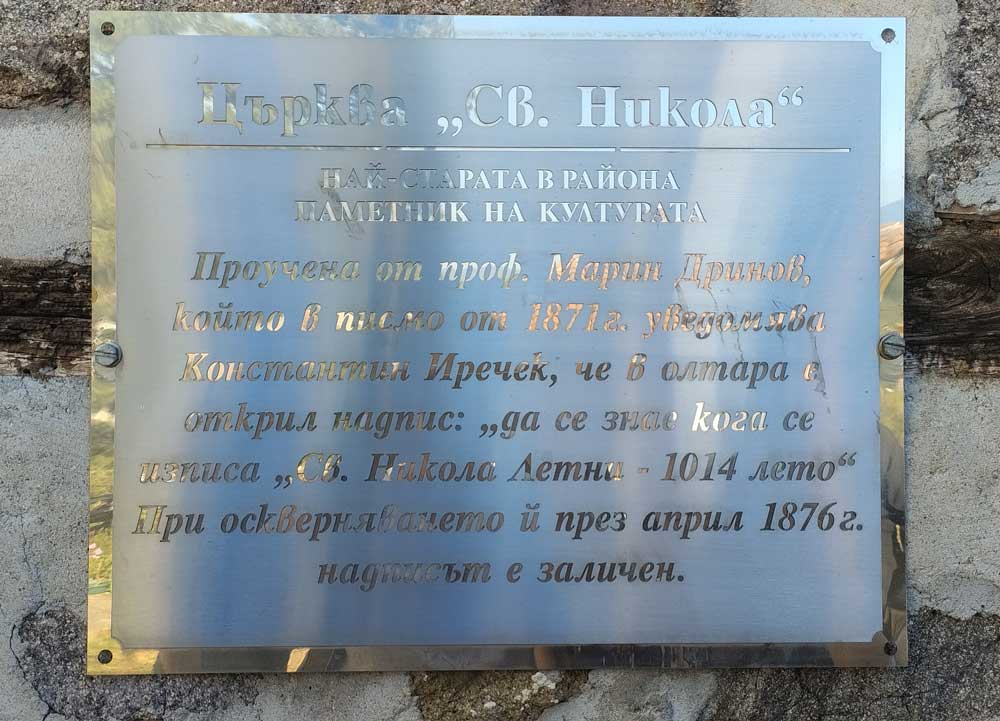 Църква „Св. Никола“
НАЙ-СТАРАТА В РАЙОНА
ПАМЕТНИК НА КУЛТУРАТА
Проучена от проф. Марин Дринов,
който в писмо от 1871г. уведомява
Константин Иречек, че в олтара е
открил надпис: „да се знае кога се
изписа „Св. Никола Летни - 1014 лето“
При оскверняването ѝ през април 1876г.
надписът е заличен.